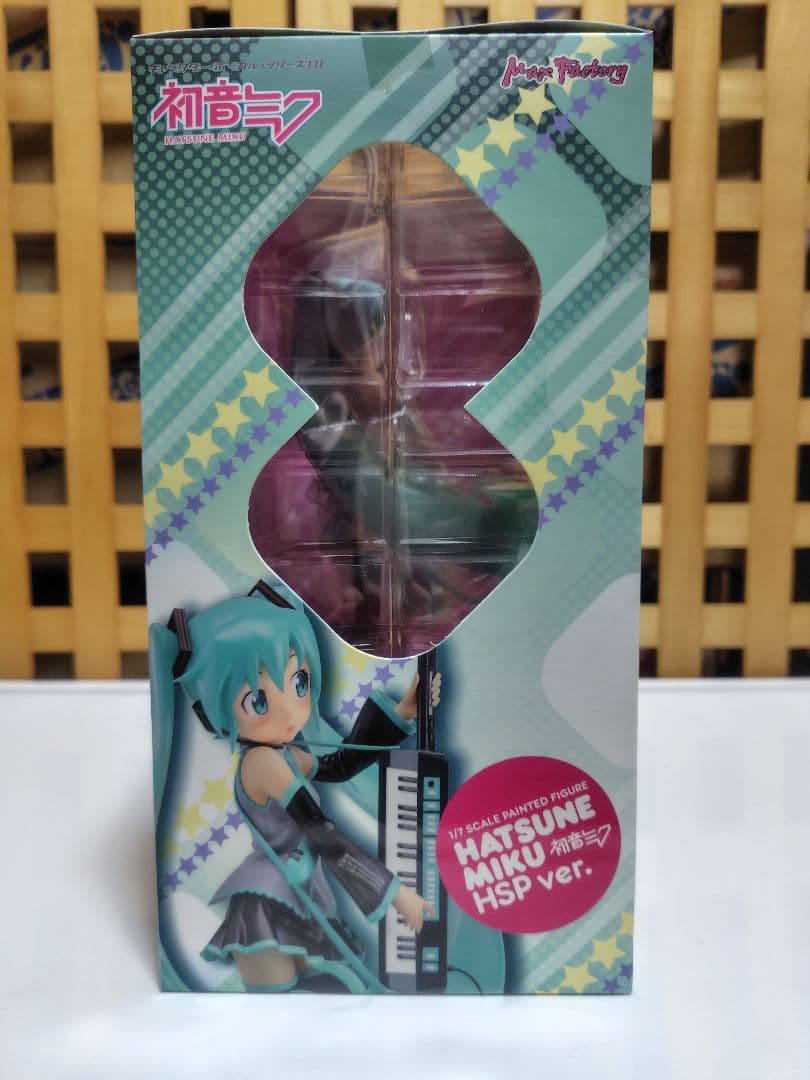 キャラクター・ボーカル・シリーズ01
Max Factory
初音ミク
HATSUNE MIKU
1/7 SCALE PAINTED FIGURE
HATSUNE
MIKU 初音ミク
HSP ver.